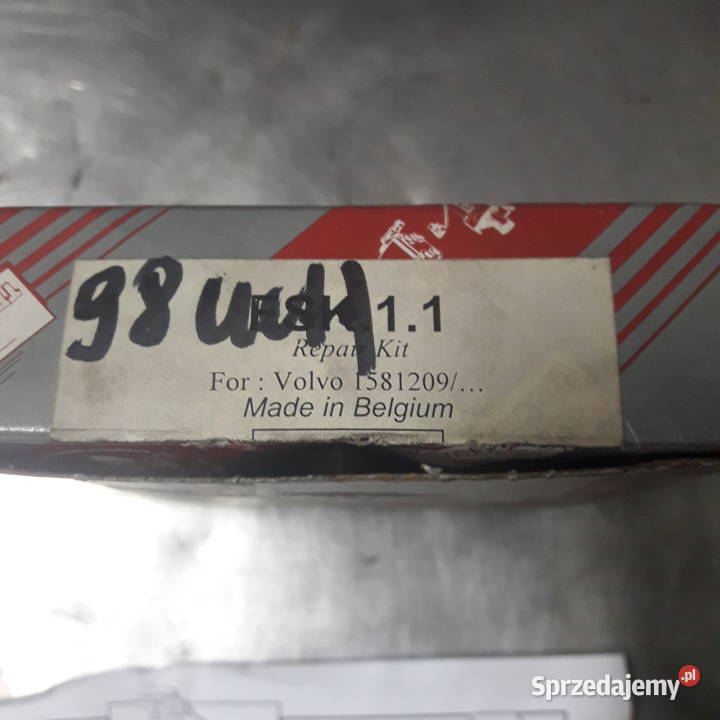 98
.1.1
Repair Kit
For : Volvo 1581209/...
Made in Belgium
Sprzedajemy.pl